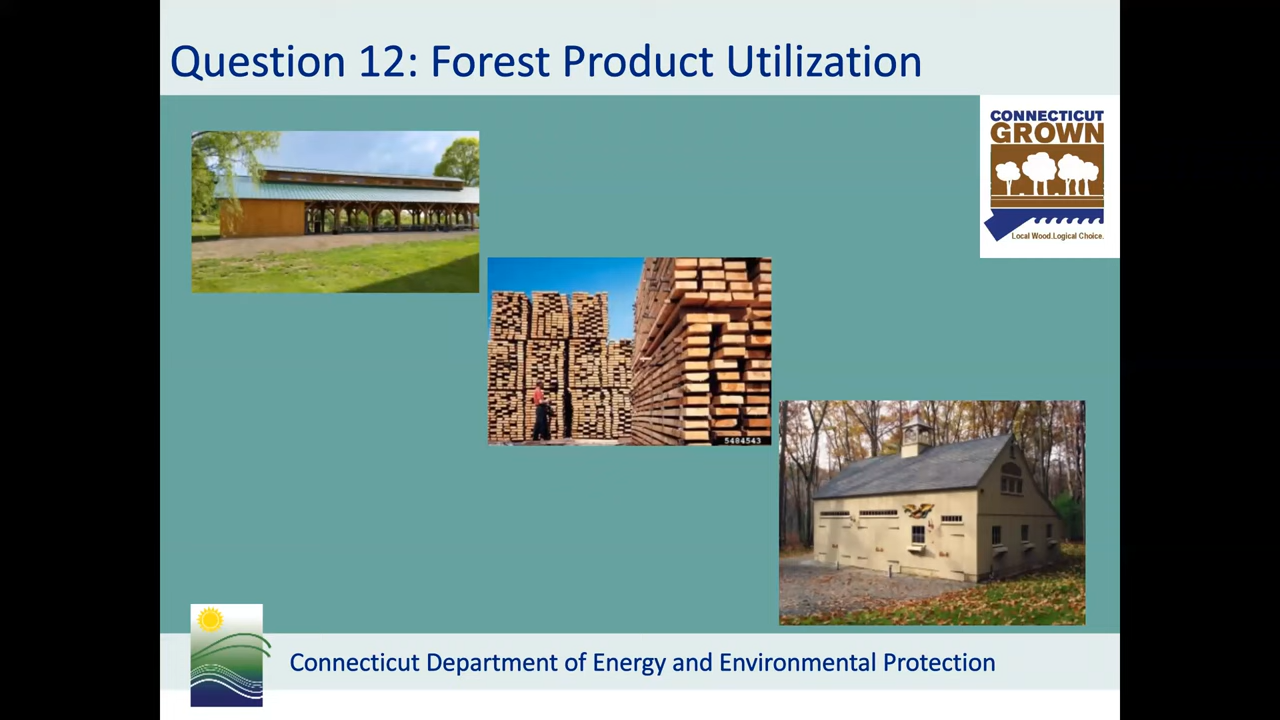 Question 12: Forest Product Utilization
CONNECTICUT
GROWN
Local Wood.Logical Choice.
5484543
Connecticut Department of Energy and Environmental Protection